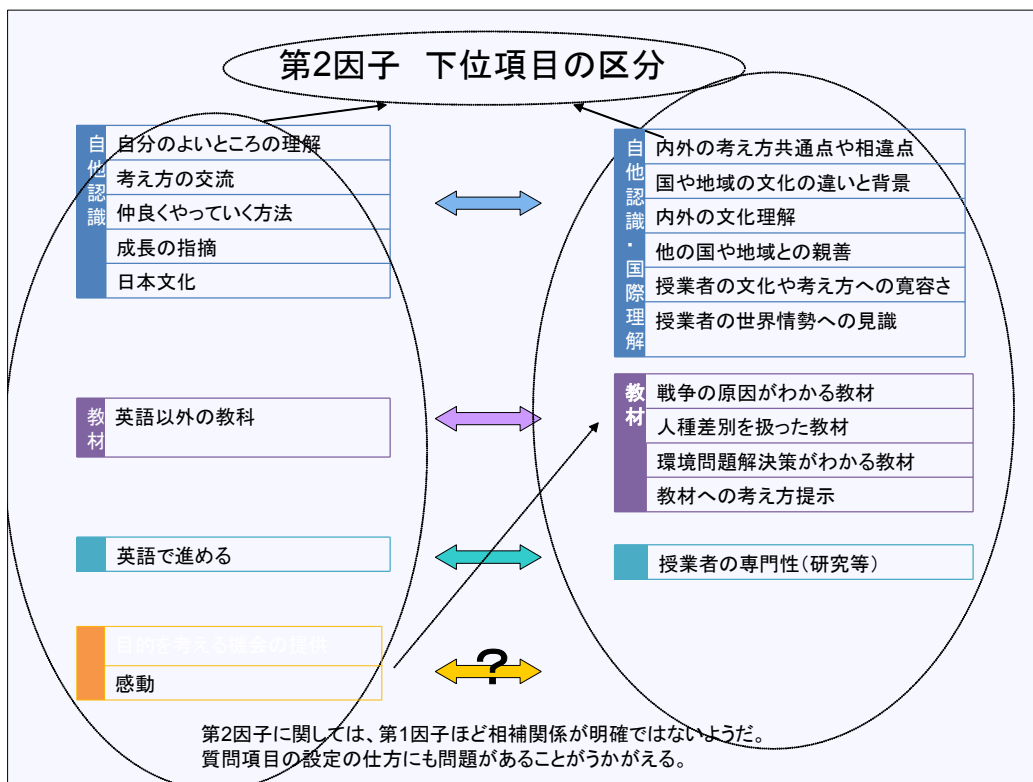 第2因子 下位項目の区分
自他認識
自分のよいところの理解
考え方の交流
仲良くやっていく方法
成長の指摘
日本文化
自他認識・国際理解
内外の考え方共通点や相違点
国や地域の文化の違いと背景
内外の文化理解
他の国や地域との親善
授業者の文化や考え方への寛容さ
授業者の世界情勢への見識
教材
英語以外の教科
教材
戦争の原因がわかる教材
人種差別を扱った教材
環境問題解決策がわかる教材
教材への考え方提示
英語で進める
授業者の専門性(研究等)
目的を考える機会の提供
感動
?
第2因子に関しては、第1因子ほど相補関係が明確ではないようだ。
質問項目の設定の仕方にも問題があることがうかがえる。